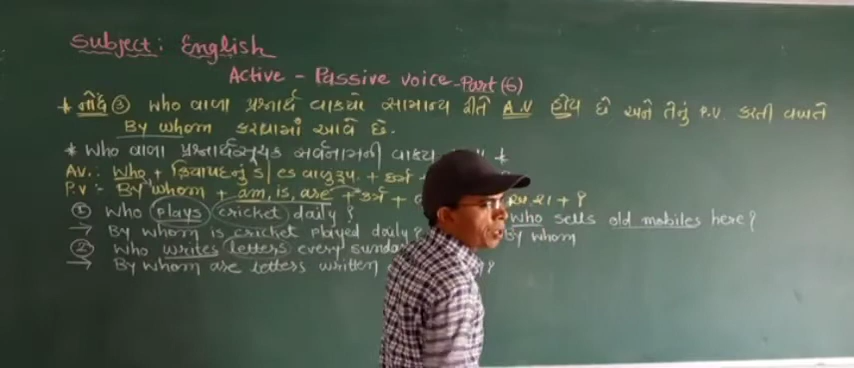 Subject: English
Active - Passive voice - Part (6)
* નોંધ ③ Who વાળા પ્રશ્નાર્થ વાક્યો સામાન્ય રીતે A.V હોય છે અને તેનું P.V. કરતી વખતે
By whom કરવામાં આવે છે.
* Who વાળા પ્રશ્નાર્થસૂચક સર્વનામની વાક્ય *
AV.: Who + ક્રિયાપદનું s/es વાળુ રૂપ. + કર્મ
P.V :- By whom + am, is, are + કર્મ + + ?
① Who plays cricket daily?
→ By whom is cricket played daily?
② Who writes letters every sunda
→ By whom are letters written ?
who sells old mobiles here?
By whom